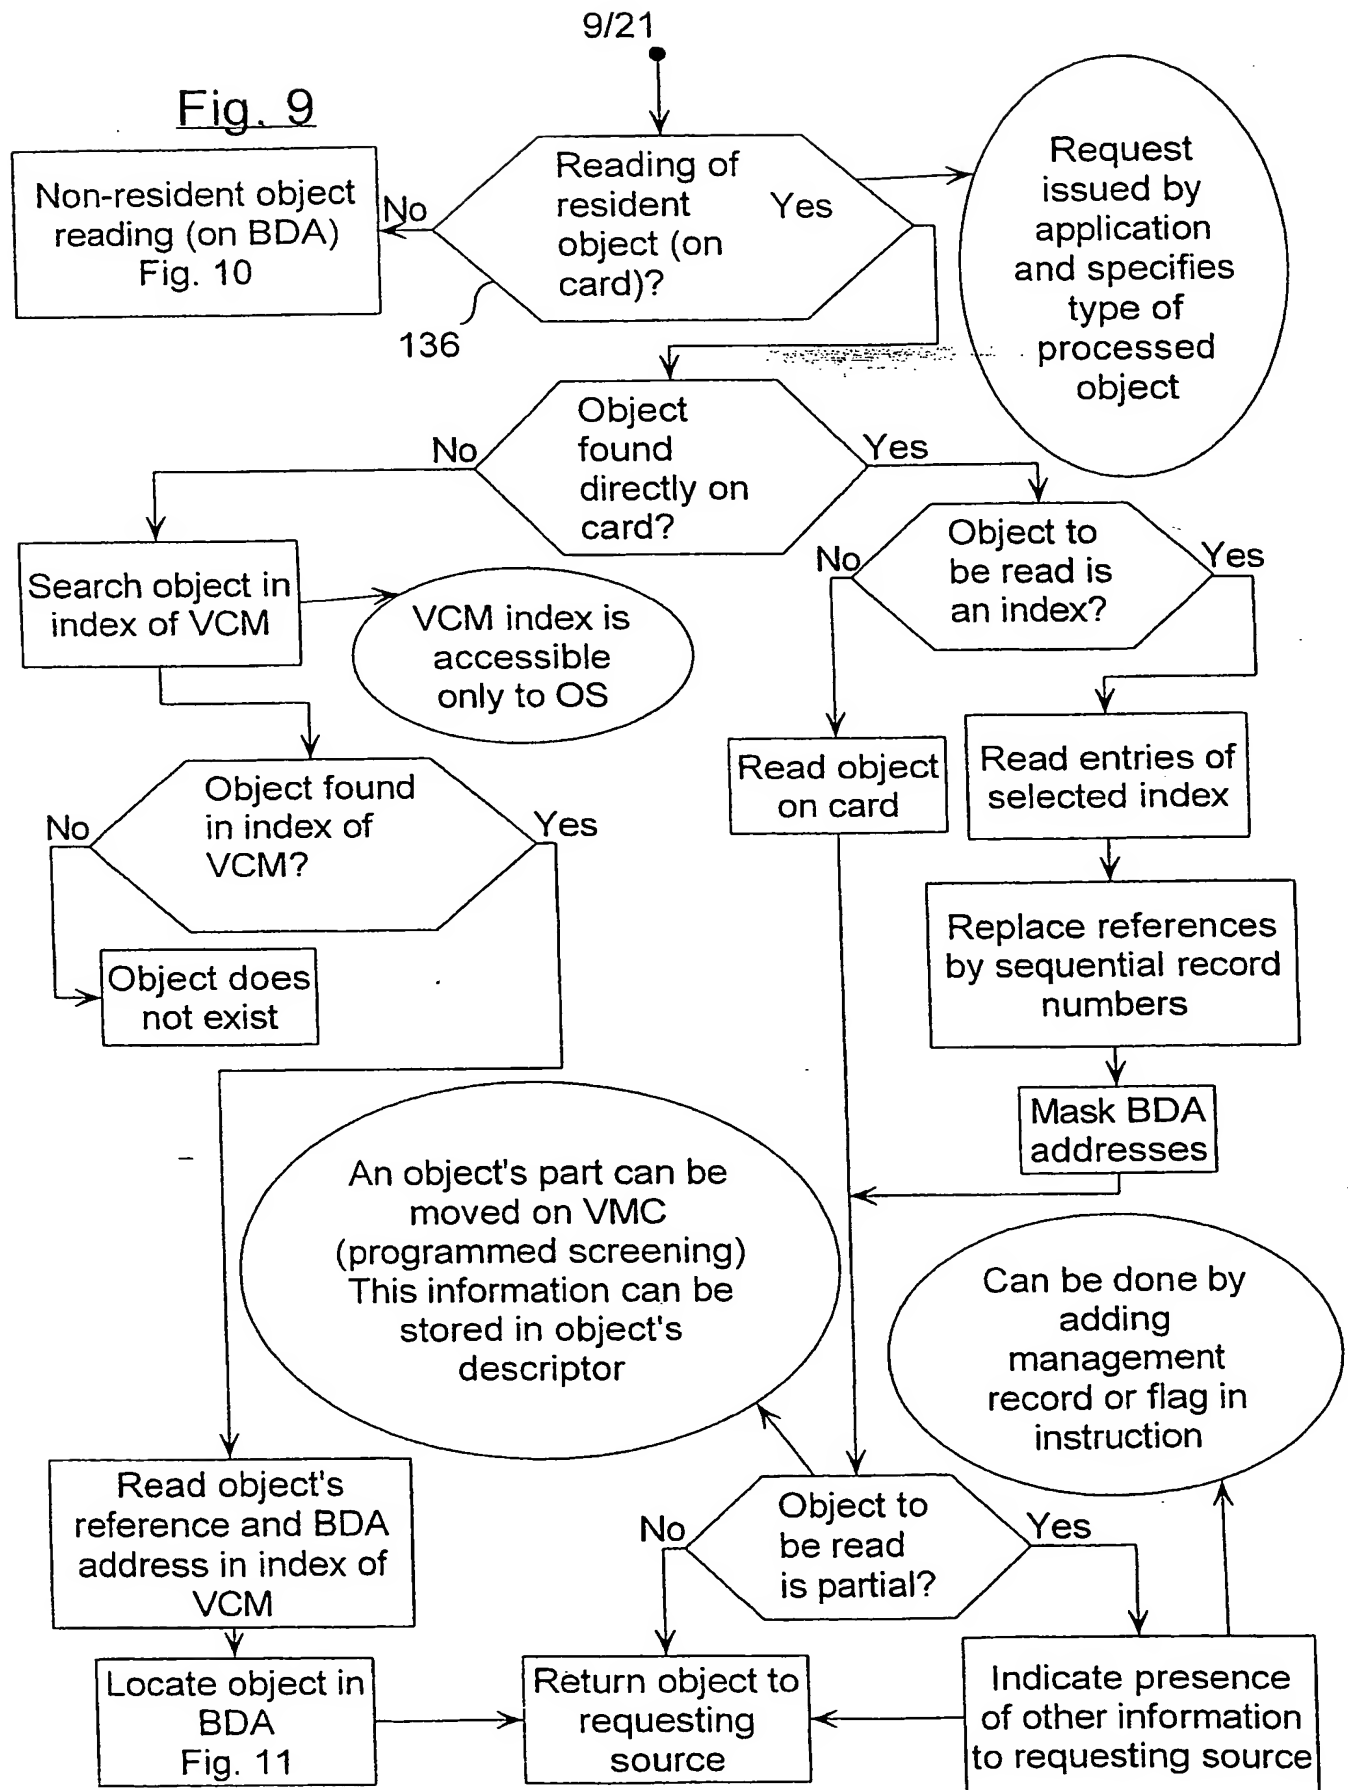 9/21
Fig. 9
Non-resident object
reading (on BDA)
Fig. 10
No
Reading of
resident
object (on
card)?
Yes
136
Request
issued by
application
and specifies
type of
processed
object
Object
found
directly on
card?
No
Yes
Search object in
index of VCM
VCM index is
accessible
only to OS
Object to
be read is
an index?
No
Yes
Read object
on card
Read entries of
selected index
Object found
in index of
VCM?
No
Yes
Object does
not exist
Replace references
by sequential record
numbers
Mask BDA
addresses
An object's part can be
moved on VMC
(programmed screening)
This information can be
stored in object's
descriptor
Can be done by
adding
management
record or flag in
instruction
Read object's
reference and BDA
address in index of
VCM
Object to
be read
is partial?
No
Yes
Locate object in
BDA
Fig. 11
Return object to
requesting
source
Indicate presence
of other information
to requesting source